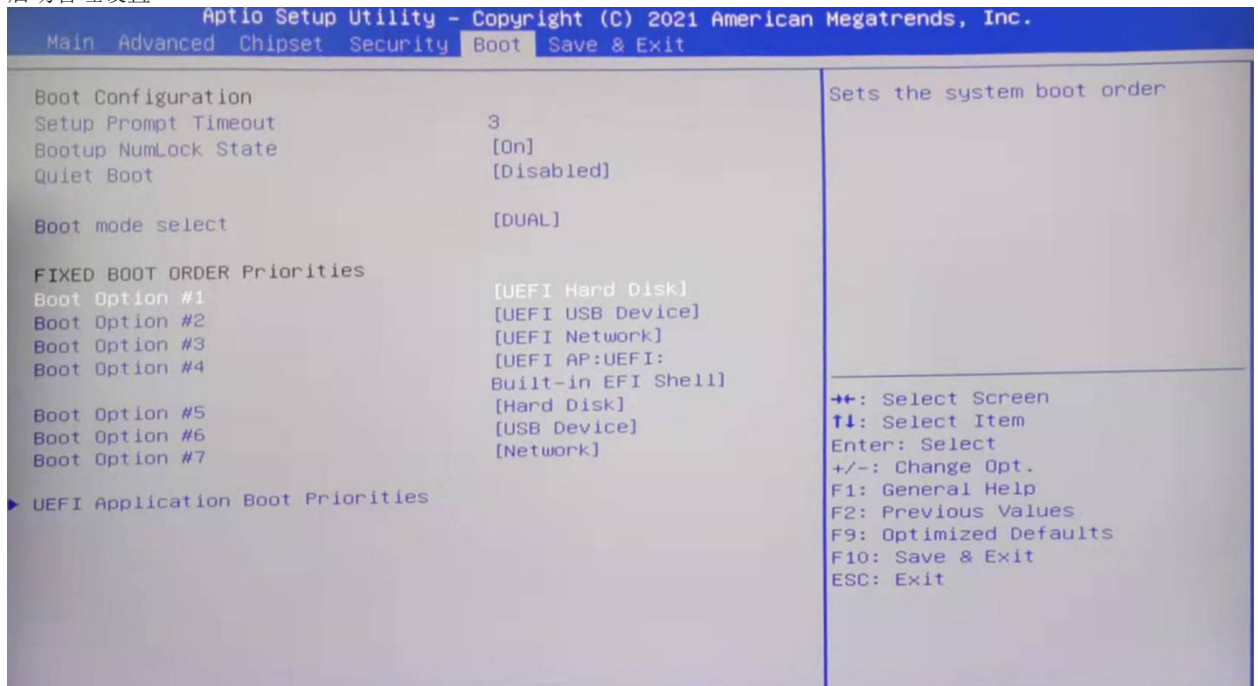 Aptio Setup Utility – Copyright (C) 2021 American Megatrends, Inc.
Main Advanced Chipset Security Boot Save & Exit
Boot Configuration
Setup Prompt Timeout 3
Bootup NumLock State [On]
Quiet Boot [Disabled]
Boot mode select [DUAL]
FIXED BOOT ORDER Priorities
Boot Option #1 [UEFI Hard Disk]
Boot Option #2 [UEFI USB Device]
Boot Option #3 [UEFI Network]
Boot Option #4 [UEFI AP:UEFI:
Built-in EFI Shell]
Boot Option #5 [Hard Disk]
Boot Option #6 [USB Device]
Boot Option #7 [Network]
▶ UEFI Application Boot Priorities
Sets the system boot order
→←: Select Screen
↑↓: Select Item
Enter: Select
+/-: Change Opt.
F1: General Help
F2: Previous Values
F9: Optimized Defaults
F10: Save & Exit
ESC: Exit